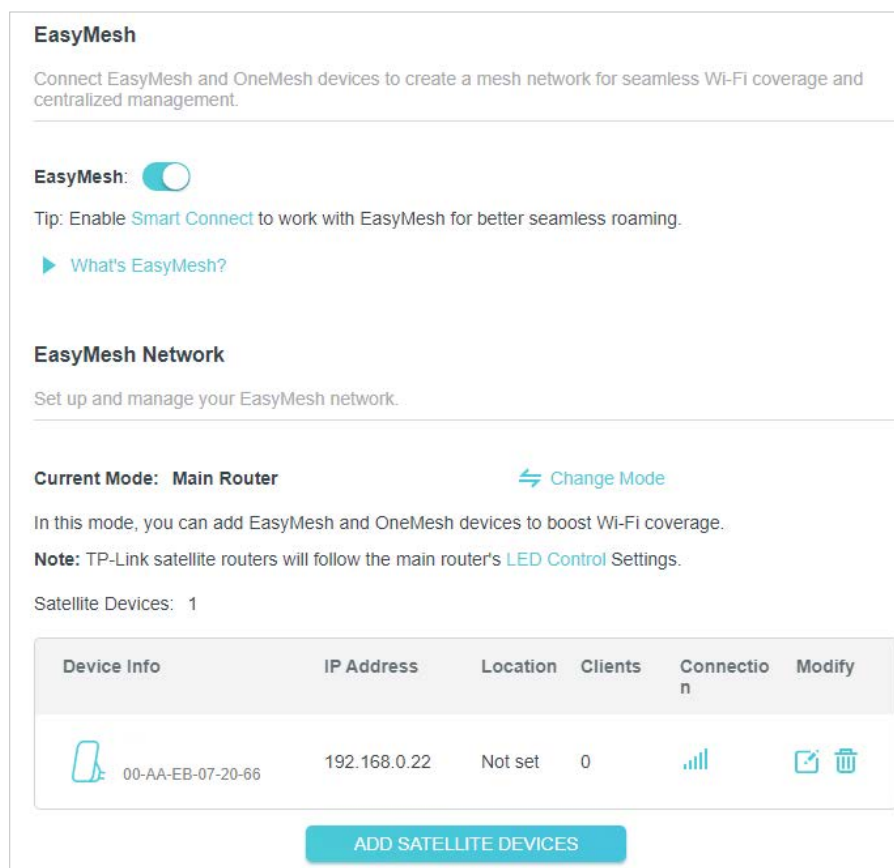 EasyMesh
Connect EasyMesh and OneMesh devices to create a mesh network for seamless Wi-Fi coverage and
centralized management.
EasyMesh:
Tip: Enable Smart Connect to work with EasyMesh for better seamless roaming.
What's EasyMesh?
EasyMesh Network
Set up and manage your EasyMesh network.
Current Mode: Main Router Change Mode
In this mode, you can add EasyMesh and OneMesh devices to boost Wi-Fi coverage.
Note: TP-Link satellite routers will follow the main router's LED Control Settings.
Satellite Devices: 1
Device Info IP Address Location Clients Connectio Modify
n
00-AA-EB-07-20-66 192.168.0.22 Not set 0
ADD SATELLITE DEVICES